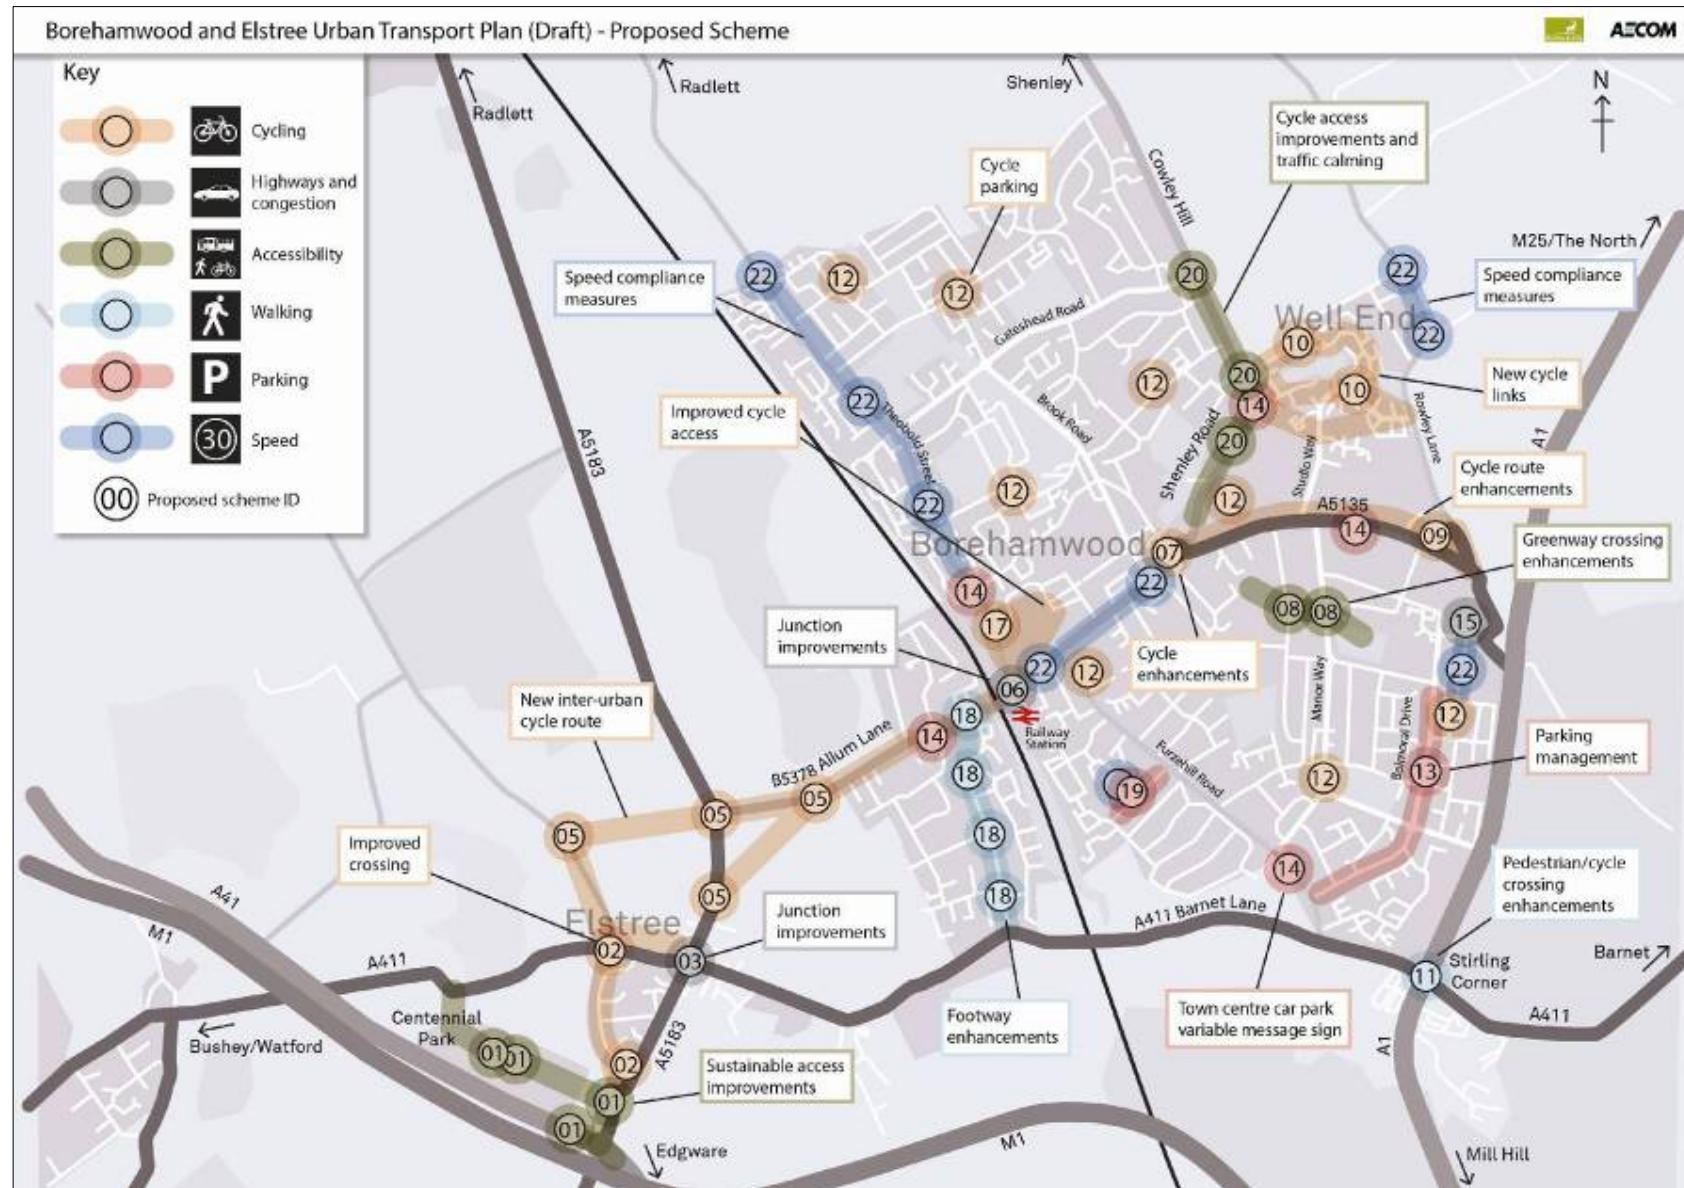 Borehamwood and Elstree Urban Transport Plan (Draft) - Proposed Scheme
AECOM
Key
Cycling
Highways and
congestion
Accessibility
Walking
P
Parking
30
Speed
00
Proposed scheme ID
Radlett
Radlett
Shenley
N
Cycle access
improvements and
traffic calming
Cycle
parking
Cowley Hill
M25/The North
Speed compliance
measures
22
12
12
20
22
Speed compliance
measures
Gateshead Road
Well End
10
22
12
20
10
New cycle
links
Improved cycle
access
22
Theobold Street
Brook Road
14
Rowley Lane
A1
A5183
20
Shenley Road
Studio Way
Cycle route
enhancements
12
22
12
A5135
14
09
Borehamwood
07
Greenway crossing
enhancements
22
14
08
08
15
17
Junction
improvements
Cycle
enhancements
22
12
22
06
New inter-urban
cycle route
18
Railway
Station
14
Manor Way
Balmoral Drive
12
Parking
management
B5378 Allum Lane
18
Furzehill Road
19
12
13
05
05
05
18
Improved
crossing
14
Pedestrian/cycle
crossing
enhancements
05
18
A41
M1
Elstree
Junction
improvements
A411 Barnet Lane
02
03
A411
Barnet
Stirling
Corner
11
Centennial
Park
Bushey/Watford
Footway
enhancements
Town centre car park
variable message sign
A411
01
01
A5183
02
Sustainable access
improvements
A1
01
01
Edgware
M1
Mill Hill